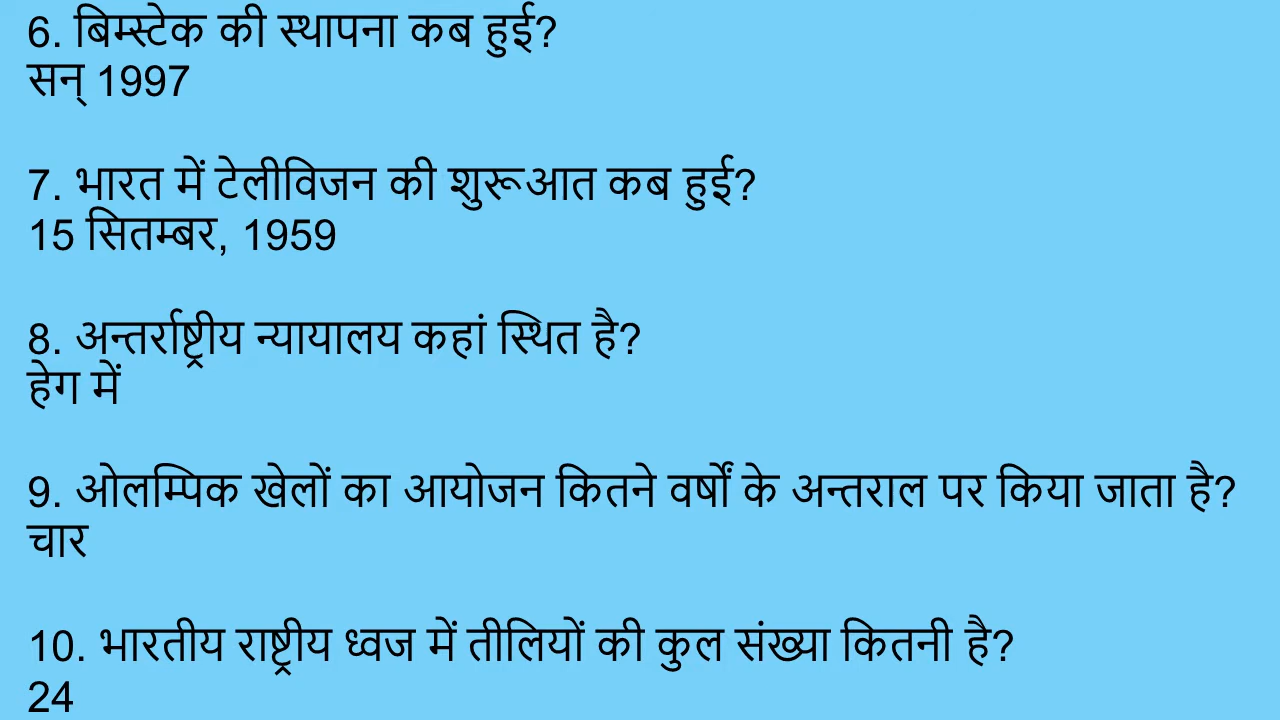 6. बिम्स्टेक की स्थापना कब हुई?
सन् 1997
7. भारत में टेलीविजन की शुरूआत कब हुई?
15 सितम्बर, 1959
8. अन्तर्राष्ट्रीय न्यायालय कहां स्थित है?
हेग में
9. ओलम्पिक खेलों का आयोजन कितने वर्षों के अन्तराल पर किया जाता है?
चार
10. भारतीय राष्ट्रीय ध्वज में तीलियों की कुल संख्या कितनी है?
24